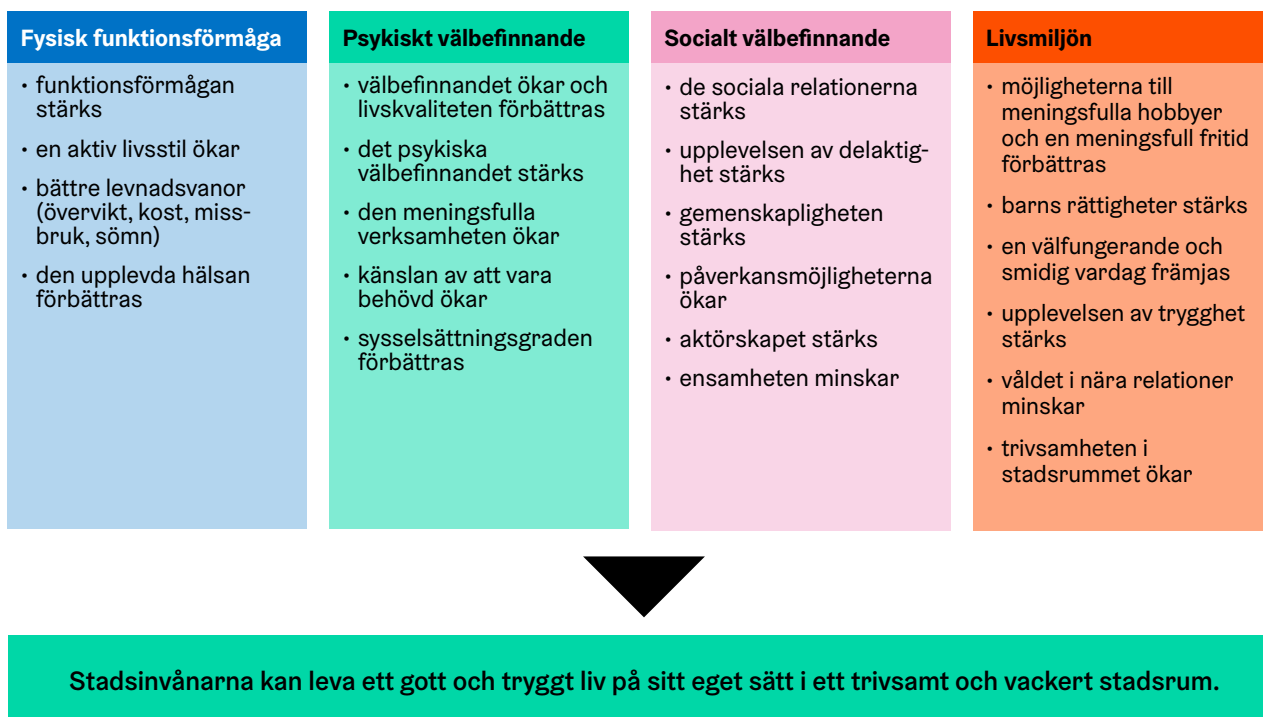 Fysisk funktionsförmåga
· funktionsförmågan
stärks
· en aktiv livsstil ökar
· bättre levnadsvanor
(övervikt, kost, miss-
bruk, sömn)
· den upplevda hälsan
förbättras
Psykiskt välbefinnande
· välbefinnandet ökar och
livskvaliteten förbättras
· det psykiska
välbefinnandet stärks
· den meningsfulla
verksamheten ökar
· känslan av att vara
behövd ökar
· sysselsättningsgraden
förbättras
Socialt välbefinnande
· de sociala relationerna
stärks
· upplevelsen av delaktig-
het stärks
· gemenskapligheten
stärks
· påverkansmöjligheterna
ökar
· aktörskapet stärks
· ensamheten minskar
Livsmiljön
· möjligheterna till
meningsfulla hobbyer
och en meningsfull fritid
förbättras
· barns rättigheter stärks
· en välfungerande och
smidig vardag främjas
· upplevelsen av trygghet
stärks
· våldet i nära relationer
minskar
· trivsamheten i
stadsrummet ökar
Stadsinvånarna kan leva ett gott och tryggt liv på sitt eget sätt i ett trivsamt och vackert stadsrum.